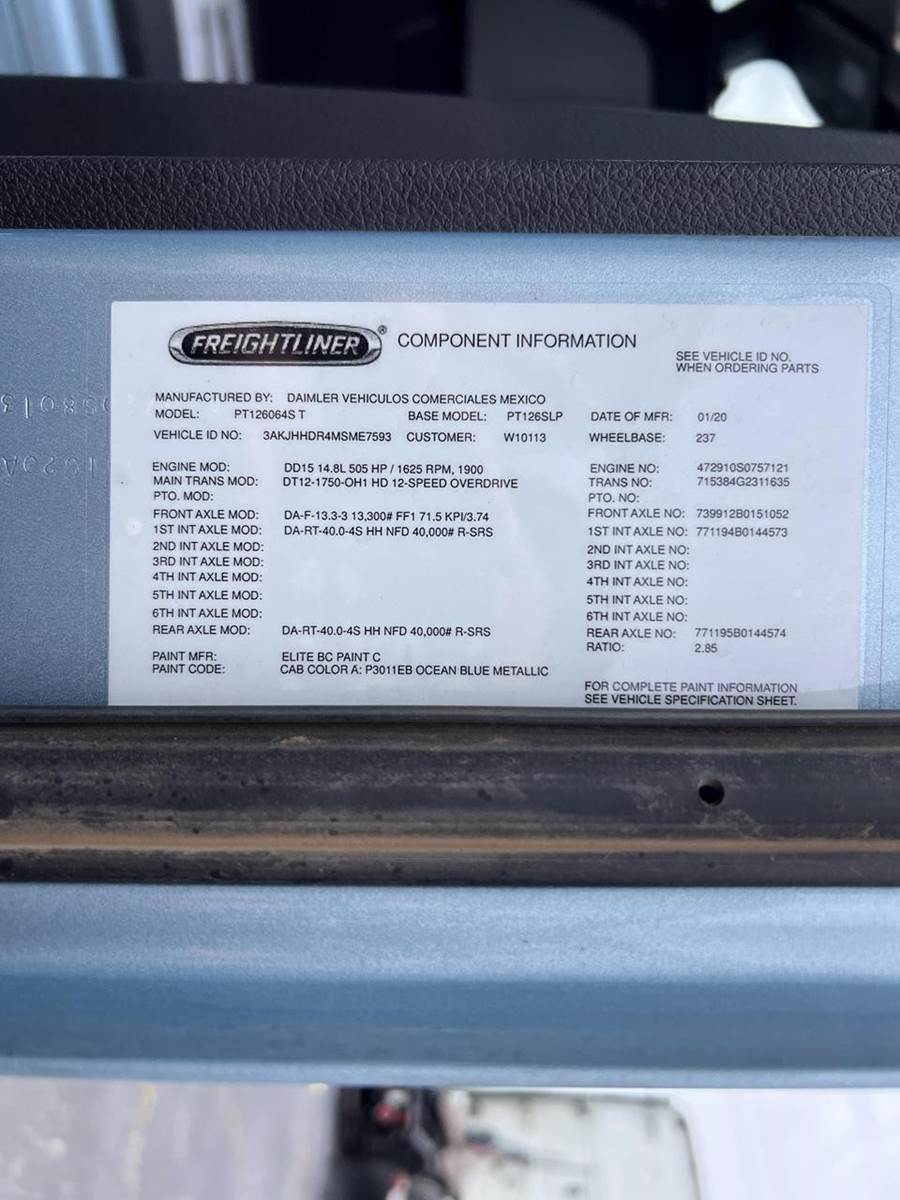 FREIGHTLINER® COMPONENT INFORMATION
SEE VEHICLE ID NO.
WHEN ORDERING PARTS
MANUFACTURED BY: DAIMLER VEHICULOS COMERCIALES MEXICO
MODEL: PT126064S T BASE MODEL: PT126SLP DATE OF MFR: 01/20
VEHICLE ID NO: 3AKJHHDR4MSME7593 CUSTOMER: W10113 WHEELBASE: 237
ENGINE MOD: DD15 14.8L 505 HP / 1625 RPM, 1900 ENGINE NO: 472910S0757121
MAIN TRANS MOD: DT12-1750-OH1 HD 12-SPEED OVERDRIVE TRANS NO: 715384G2311635
PTO. MOD: PTO. NO:
FRONT AXLE MOD: DA-F-13.3-3 13,300# FF1 71.5 KPI/3.74 FRONT AXLE NO: 739912B0151052
1ST INT AXLE MOD: DA-RT-40.0-4S HH NFD 40,000# R-SRS 1ST INT AXLE NO: 771194B0144573
2ND INT AXLE MOD: 2ND INT AXLE NO:
3RD INT AXLE MOD: 3RD INT AXLE NO:
4TH INT AXLE MOD: 4TH INT AXLE NO:
5TH INT AXLE MOD: 5TH INT AXLE NO:
6TH INT AXLE MOD: 6TH INT AXLE NO:
REAR AXLE MOD: DA-RT-40.0-4S HH NFD 40,000# R-SRS REAR AXLE NO: 771195B0144574
RATIO: 2.85
PAINT MFR: ELITE BC PAINT C
PAINT CODE: CAB COLOR A: P3011EB OCEAN BLUE METALLIC
FOR COMPLETE PAINT INFORMATION
SEE VEHICLE SPECIFICATION SHEET.